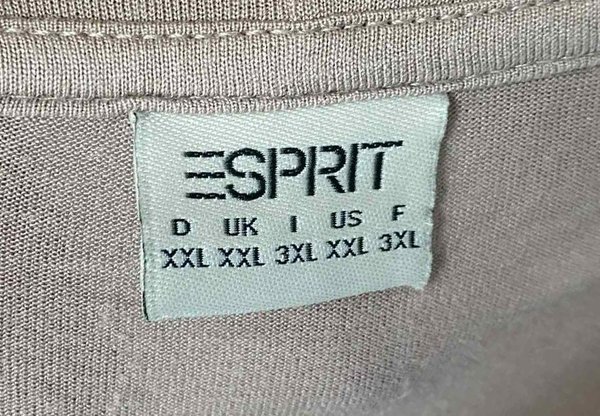 ESPRIT
D UK I US F
XXL XXL 3XL XXL 3XL